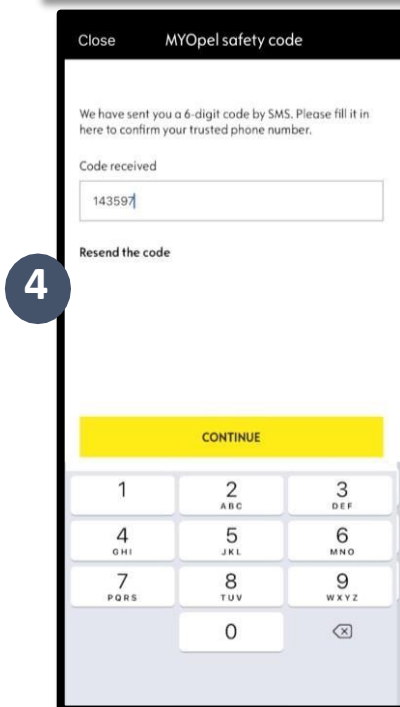 Close MYOpel safety code
We have sent you a 6-digit code by SMS. Please fill it in
here to confirm your trusted phone number.
Code received
143597
Resend the code
4
CONTINUE
1 2 3
ABC DEF
4 5 6
GHI JKL MNO
7 8 9
PQRS TUV WXYZ
0